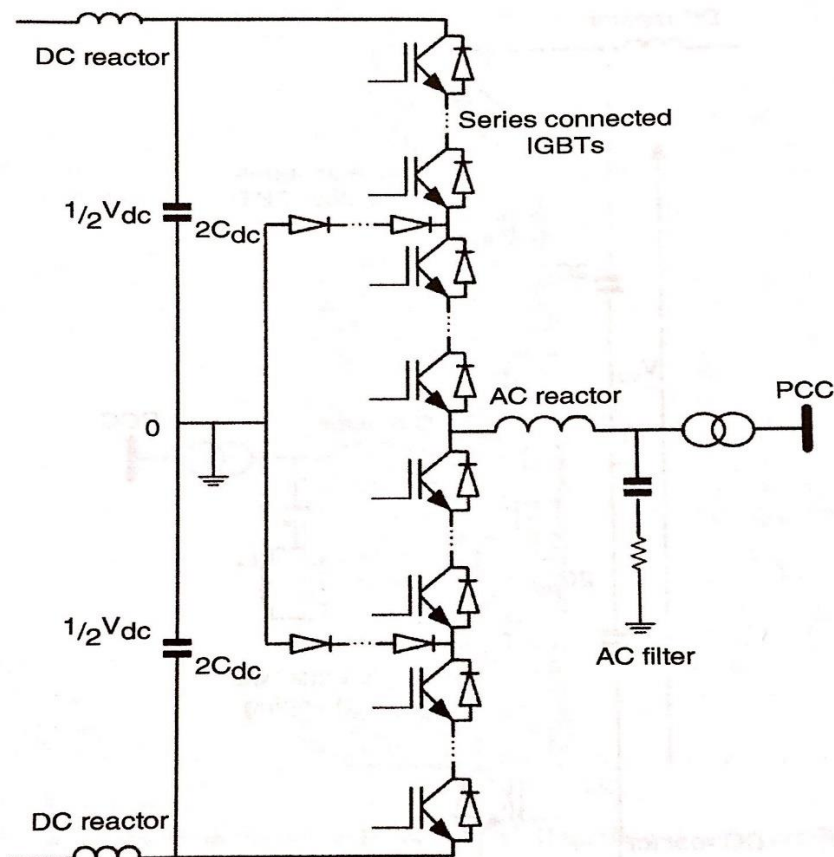 DC reactor
Series connected
IGBTs
1/2Vdc
2Cdc
AC reactor
PCC
0
1/2Vdc
2Cdc
AC filter
DC reactor